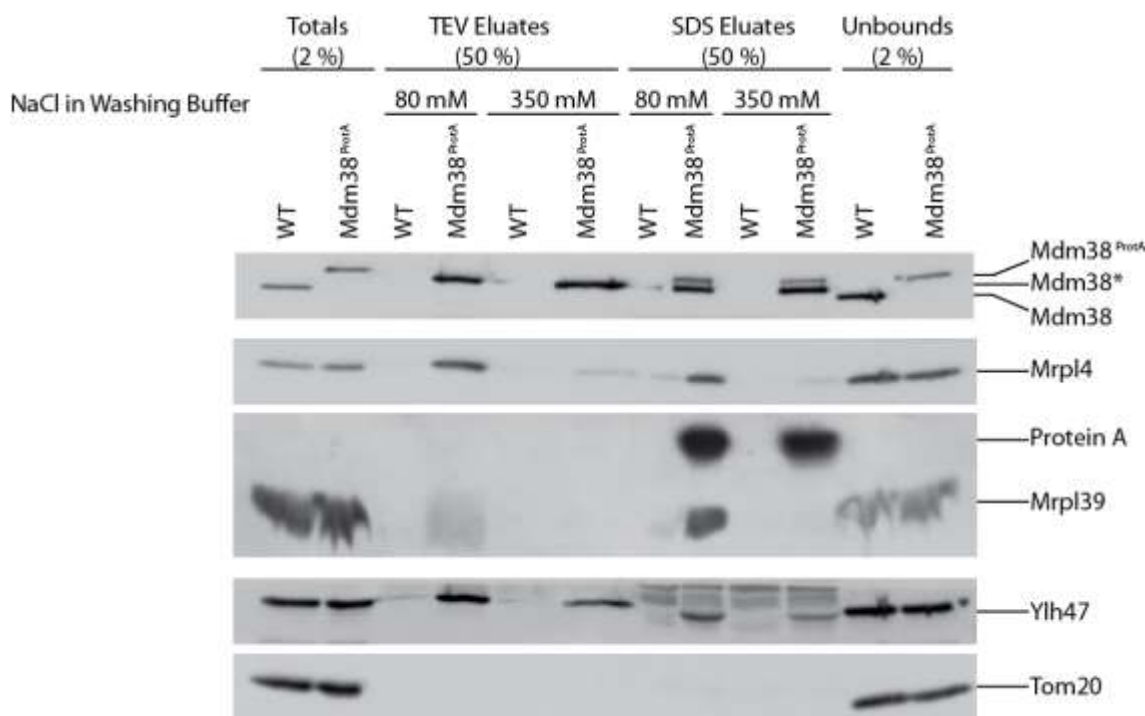 Totals
(2 %)
TEV Eluates
(50 %)
SDS Eluates
(50 %)
Unbounds
(2 %)
NaCl in Washing Buffer
80 mM
350 mM
80 mM
350 mM
WT
Mdm38ProtA
WT
Mdm38ProtA
WT
Mdm38ProtA
WT
Mdm38ProtA
WT
Mdm38ProtA
WT
Mdm38ProtA
Mdm38ProtA
Mdm38*
Mdm38
Mrpl4
Protein A
Mrpl39
Ylh47
Tom20